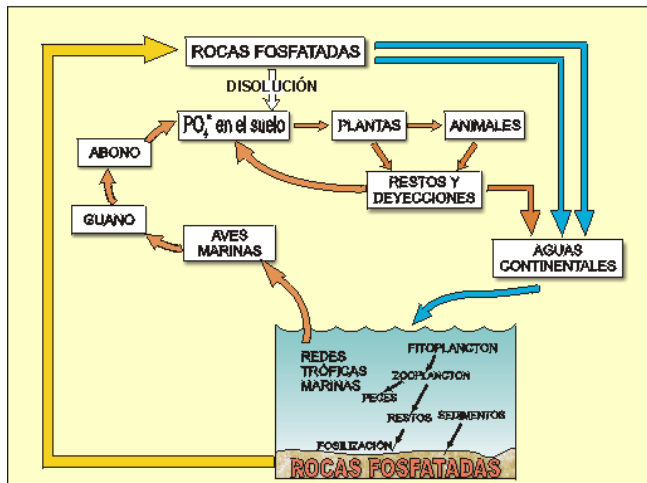 ROCAS FOSFATADAS
DISOLUCIÓN
PO₄⁼ en el suelo
PLANTAS
ANIMALES
ABONO
RESTOS Y
DEYECCIONES
GUANO
AVES
MARINAS
AGUAS
CONTINENTALES
REDES
TRÓFICAS
MARINAS
FITOPLANCTON
ZOOPLANCTON
PECES
RESTOS
SEDIMENTOS
FOSILIZACIÓN
ROCAS FOSFATADAS